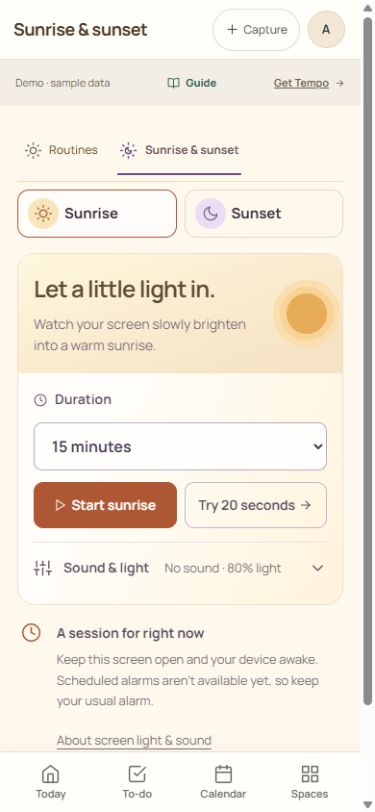 Sunrise & sunset
+ Capture
A
Demo · sample data
Guide
Get Tempo →
Routines
Sunrise & sunset
Sunrise
Sunset
Let a little light in.
Watch your screen slowly brighten
into a warm sunrise.
Duration
15 minutes
Start sunrise
Try 20 seconds →
Sound & light
No sound · 80% light
A session for right now
Keep this screen open and your device awake.
Scheduled alarms aren't available yet, so keep
your usual alarm.
About screen light & sound
Today
To-do
Calendar
Spaces